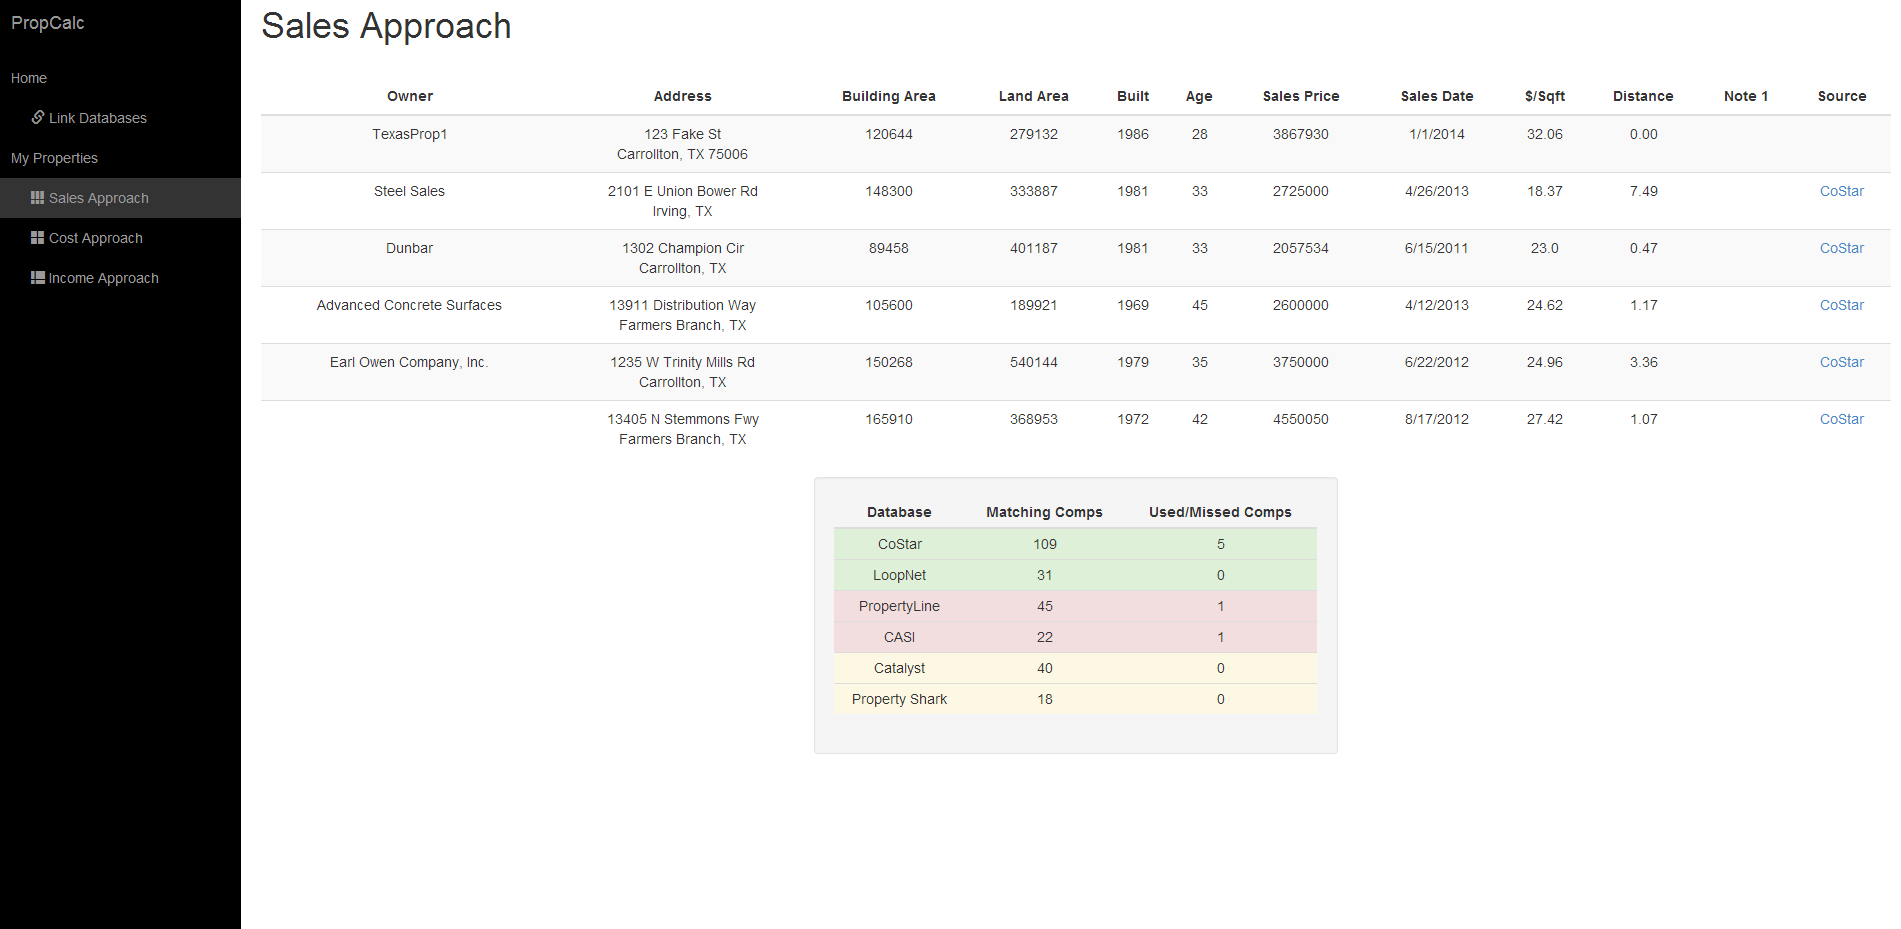 PropCalc
Home
Link Databases
My Properties
Sales Approach
Cost Approach
Income Approach
Sales Approach
Owner Address Building Area Land Area Built Age Sales Price Sales Date $/Sqft Distance Note 1 Source
TexasProp1 123 Fake St 120644 279132 1986 28 3867930 1/1/2014 32.06 0.00
Carrollton, TX 75006
Steel Sales 2101 E Union Bower Rd 148300 333887 1981 33 2725000 4/26/2013 18.37 7.49 CoStar
Irving, TX
Dunbar 1302 Champion Cir 89458 401187 1981 33 2057534 6/15/2011 23.0 0.47 CoStar
Carrollton, TX
Advanced Concrete Surfaces 13911 Distribution Way 105600 189921 1969 45 2600000 4/12/2013 24.62 1.17 CoStar
Farmers Branch, TX
Earl Owen Company, Inc. 1235 W Trinity Mills Rd 150268 540144 1979 35 3750000 6/22/2012 24.96 3.36 CoStar
Carrollton, TX
13405 N Stemmons Fwy 165910 368953 1972 42 4550050 8/17/2012 27.42 1.07 CoStar
Farmers Branch, TX
Database Matching Comps Used/Missed Comps
CoStar 109 5
LoopNet 31 0
PropertyLine 45 1
CASI 22 1
Catalyst 40 0
Property Shark 18 0